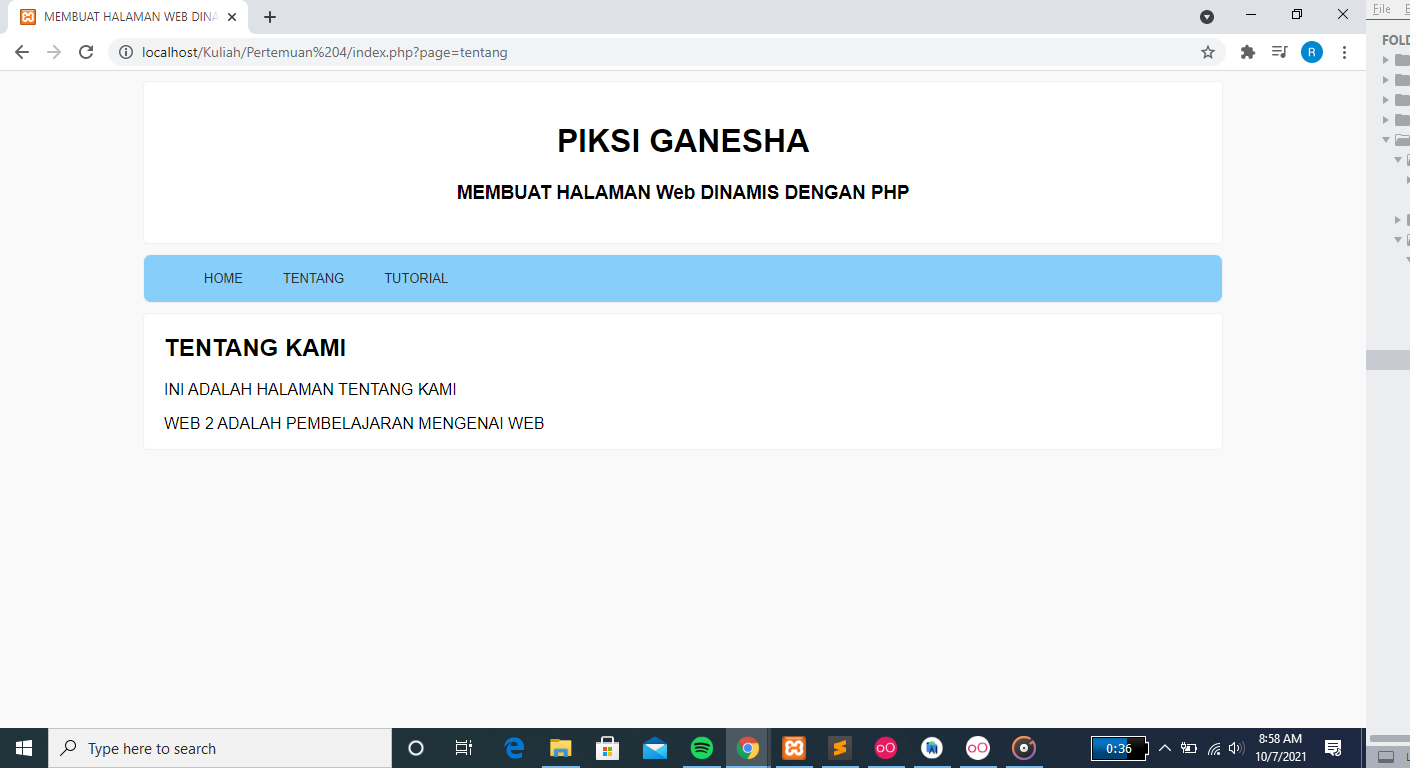 MEMBUAT HALAMAN WEB DINA
File
FOLD
localhost/Kuliah/Pertemuan%204/index.php?page=tentang
R
PIKSI GANESHA
MEMBUAT HALAMAN Web DINAMIS DENGAN PHP
HOME TENTANG TUTORIAL
TENTANG KAMI
INI ADALAH HALAMAN TENTANG KAMI
WEB 2 ADALAH PEMBELAJARAN MENGENAI WEB
Type here to search
0:36
8:58 AM
10/7/2021